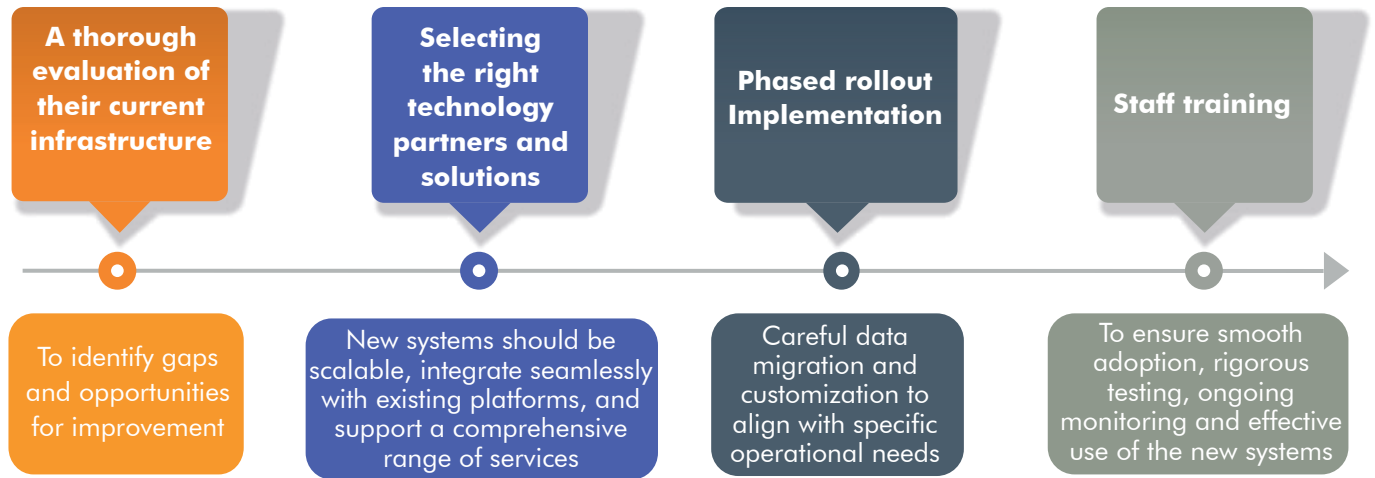 A thorough
evaluation of
their current
infrastructure
Selecting
the right
technology
partners and
solutions
Phased rollout
Implementation
Staff training
To identify gaps
and opportunities
for improvement
New systems should be
scalable, integrate seamlessly
with existing platforms, and
support a comprehensive
range of services
Careful data
migration and
customization to
align with specific
operational needs
To ensure smooth
adoption, rigorous
testing, ongoing
monitoring and effective
use of the new systems